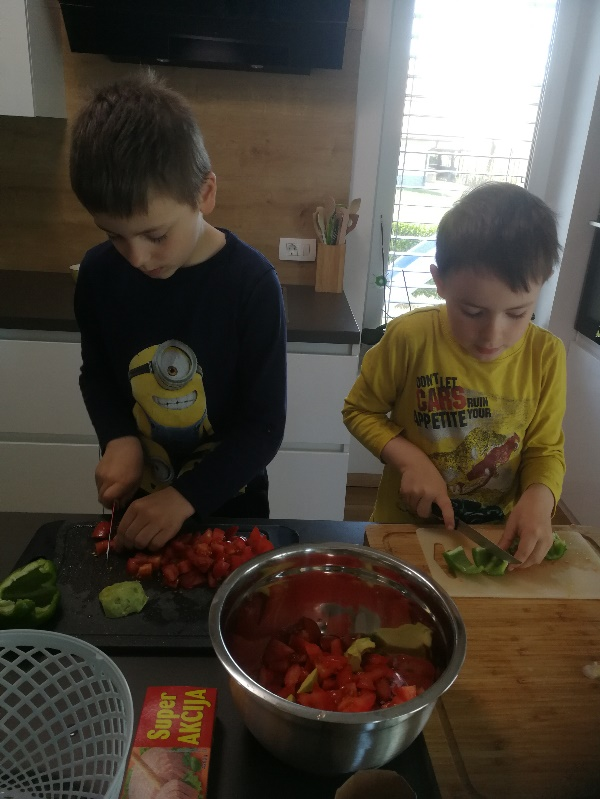 DON'T LET
CARS RUIN
APPETITE YOUR
Super
AKCIJA